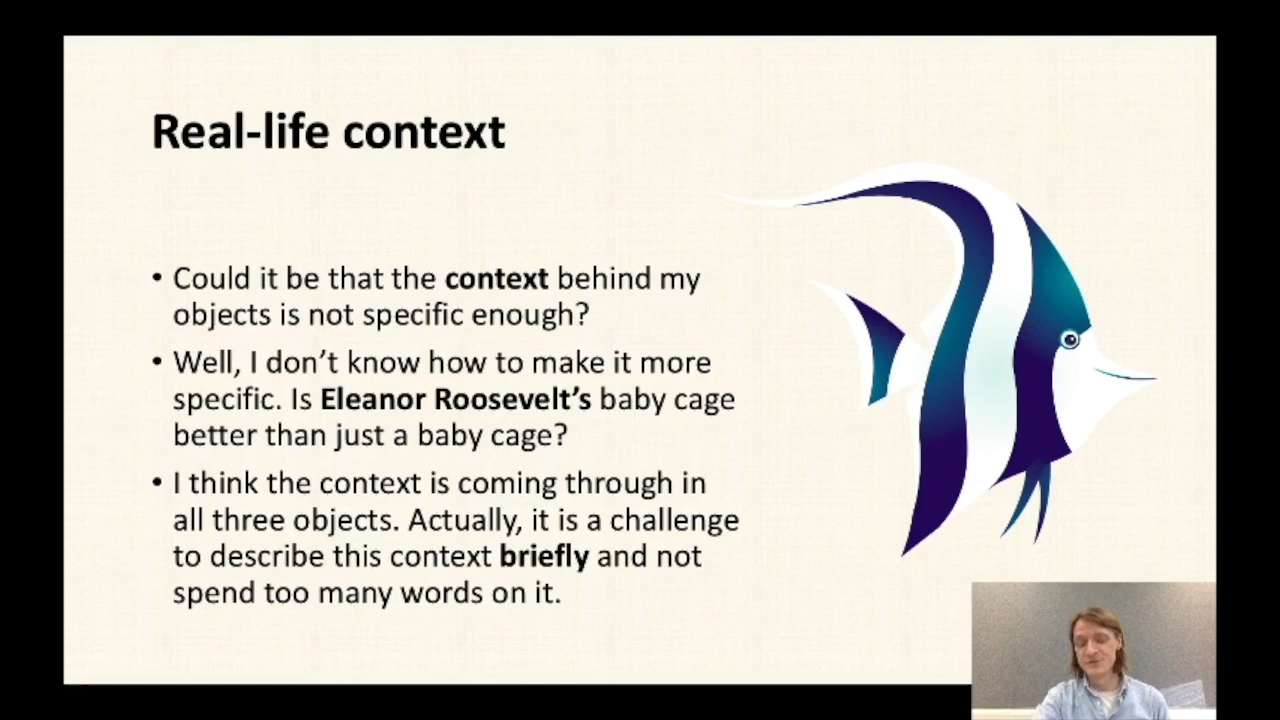 Real-life context
• Could it be that the context behind my
objects is not specific enough?
• Well, I don’t know how to make it more
specific. Is Eleanor Roosevelt’s baby cage
better than just a baby cage?
• I think the context is coming through in
all three objects. Actually, it is a challenge
to describe this context briefly and not
spend too many words on it.